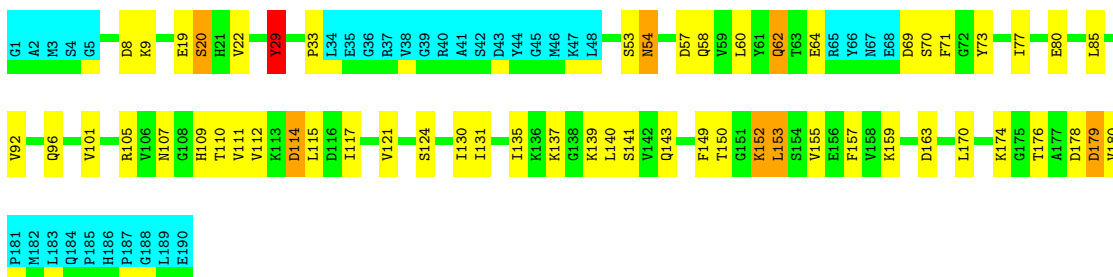 G1 A2 M3 S4 G5 D8 K9 E19 S20 H21 V22 Y29 P33 L34 E35 G36 R37 V38 G39 R40 A41 S42 D43 Y44 G45 M46 K47 L48 S53 N54 D57 Q58 V59 L60 Y61 Q62 T63 E64 R65 Y66 N67 E68 D69 S70 F71 G72 Y73 I77 E80 L85
V92 Q96 V101 R105 V106 N107 G108 H109 T110 V111 V112 K113 D114 L115 D116 I117 V121 S124 I130 I131 I135 K136 K137 G138 K139 L140 S141 V142 Q143 F149 T150 G151 K152 L153 S154 V155 E156 F157 V158 K159 D163 L170 K174 G175 T176 A177 D178 D179 V180
P181 M182 L183 Q184 P185 H186 P187 G188 L189 E190